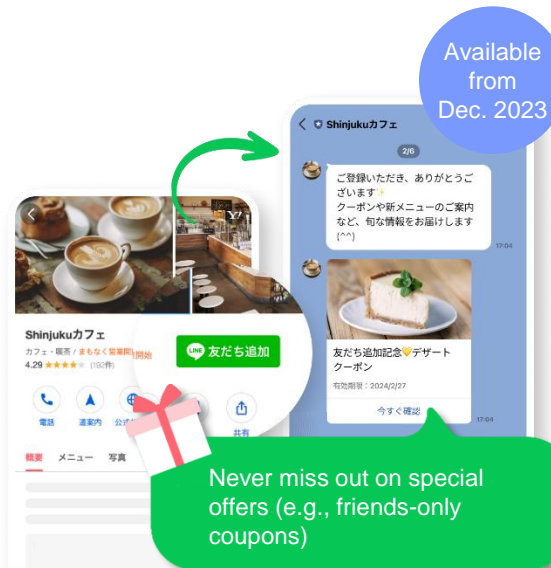 Available
from
Dec. 2023
Shinjukuカフェ
2/6
ご登録いただき、ありがとうご
ざいます✨
クーポンや新メニューのご案内
など、旬な情報をお届けします
(^^)
17:04
友だち追加記念💛デザート
クーポン
有効期限：2024/2/27
今すぐ確認
17:04
Y!
Shinjukuカフェ
カフェ・喫茶 / まもなく営業開始
4.29 ★★★★☆ (192件)
開始
LINE 友だち追加
電話
道案内
公式
共有
概要 メニュー 写真
Never miss out on special
offers (e.g., friends-only
coupons)